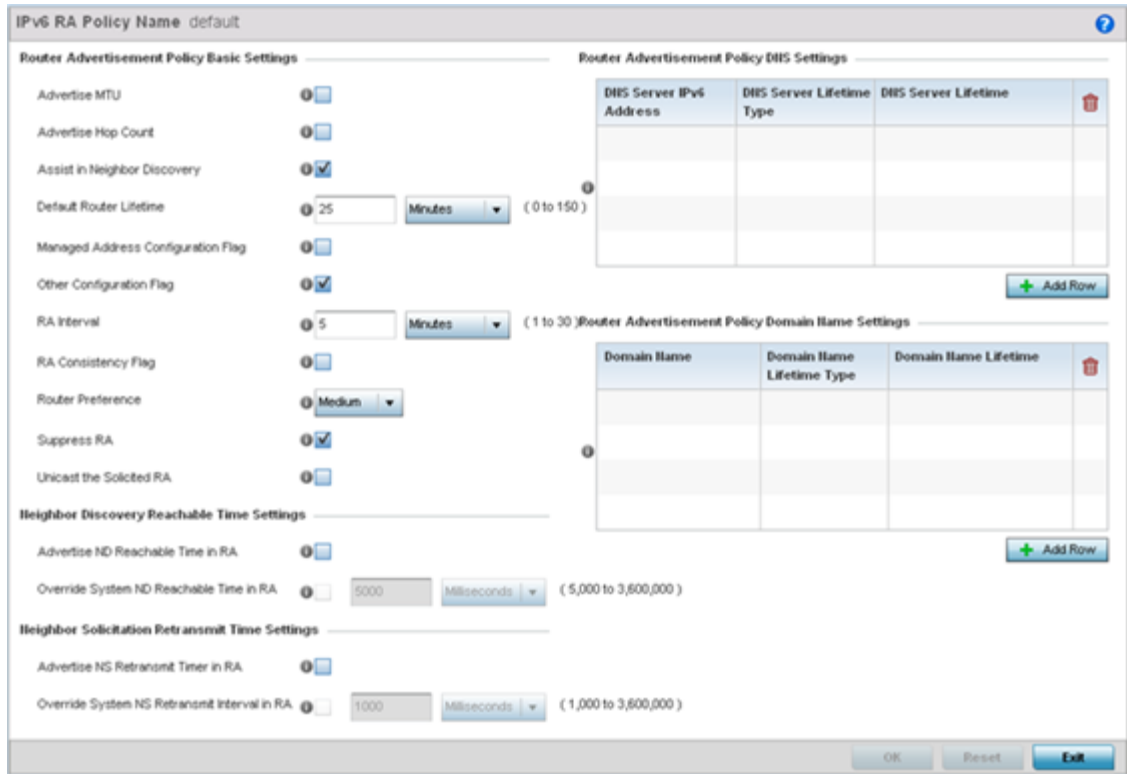 IPv6 RA Policy Name default
Router Advertisement Policy Basic Settings
Advertise MTU
Advertise Hop Count
Assist in Neighbor Discovery
Default Router Lifetime 25 Minutes ( 0 to 150 )
Managed Address Configuration Flag
Other Configuration Flag
RA Interval 5 Minutes ( 1 to 30 )
RA Consistency Flag
Router Preference Medium
Suppress RA
Unicast the Solicited RA
Neighbor Discovery Reachable Time Settings
Advertise ND Reachable Time in RA
Override System ND Reachable Time in RA 5000 Milliseconds ( 5,000 to 3,600,000 )
Neighbor Solicitation Retransmit Time Settings
Advertise NS Retransmit Timer in RA
Override System NS Retransmit Interval in RA 1000 Milliseconds ( 1,000 to 3,600,000 )
Router Advertisement Policy DNS Settings
DNS Server IPv6 Address
DNS Server Lifetime Type
DNS Server Lifetime
Add Row
Router Advertisement Policy Domain Name Settings
Domain Name
Domain Name Lifetime Type
Domain Name Lifetime
Add Row
OK
Reset
Exit